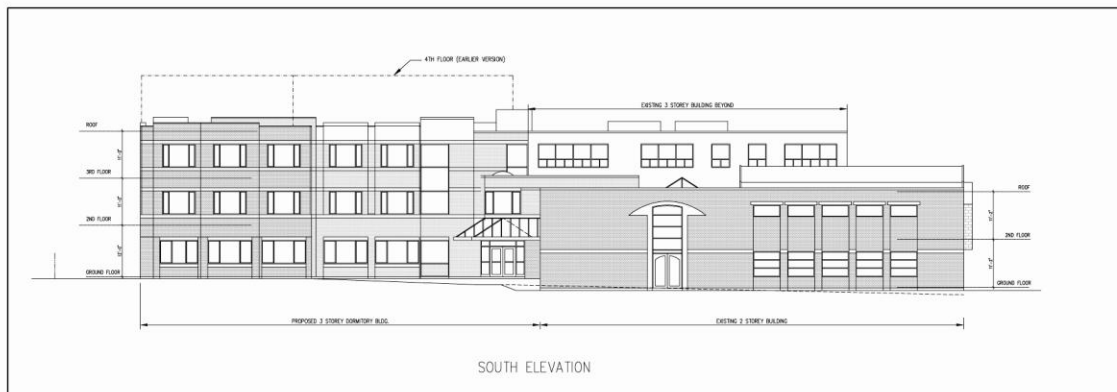 4TH FLOOR (EARLIER VERSION)
EXISTING 3 STOREY BUILDING BEYOND
ROOF
3RD FLOOR
2ND FLOOR
GROUND FLOOR
ROOF
2ND FLOOR
GROUND FLOOR
PROPOSED 3 STOREY DORMITORY BLDG.
EXISTING 2 STOREY BUILDING
SOUTH ELEVATION